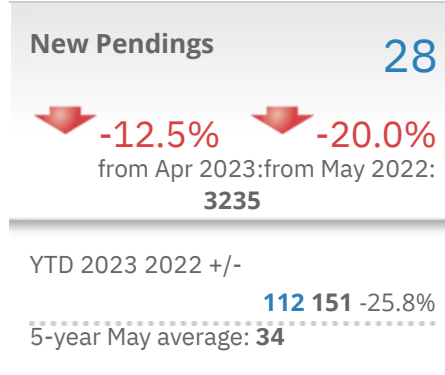 New Pendings 28
-12.5% -20.0%
from Apr 2023:from May 2022:
3235
YTD 2023 2022 +/-
112 151 -25.8%
5-year May average: 34